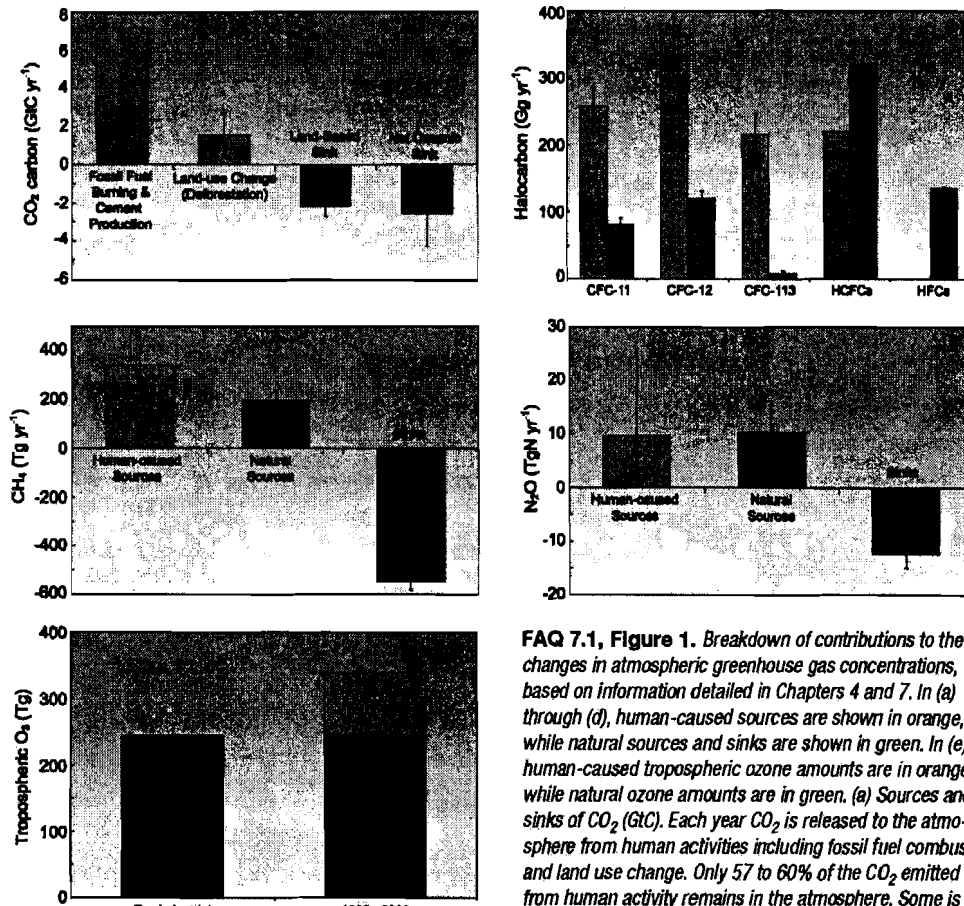 8
6
4
2
0
-2
-4
-6
CO₂ carbon (GtC yr⁻¹)
Fossil Fuel
Burning &
Cement
Production
Land-use Change
(Deforestation)
Land-Based
Sink
Sink
400
300
200
100
0
Halocarbon (Gg yr⁻¹)
CFC-11 CFC-12 CFC-113 HCFCs HFCs
400
200
0
-200
-400
-600
CH₄ (Tg yr⁻¹)
Human-caused
Sources
Natural
Sources
30
20
10
0
-10
-20
N₂O (TgN yr⁻¹)
Human-caused
Sources
Natural
Sources
Sinks
400
300
200
100
0
Tropospheric O₃ (Tg)
FAQ 7.1, Figure 1. Breakdown of contributions to the
changes in atmospheric greenhouse gas concentrations,
based on information detailed in Chapters 4 and 7. In (a)
through (d), human-caused sources are shown in orange,
while natural sources and sinks are shown in green. In (e),
human-caused tropospheric ozone amounts are in orange
while natural ozone amounts are in green. (a) Sources and
sinks of CO₂ (GtC). Each year CO₂ is released to the atmo-
sphere from human activities including fossil fuel combus
and land use change. Only 57 to 60% of the CO₂ emitted
from human activity remains in the atmosphere. Some is